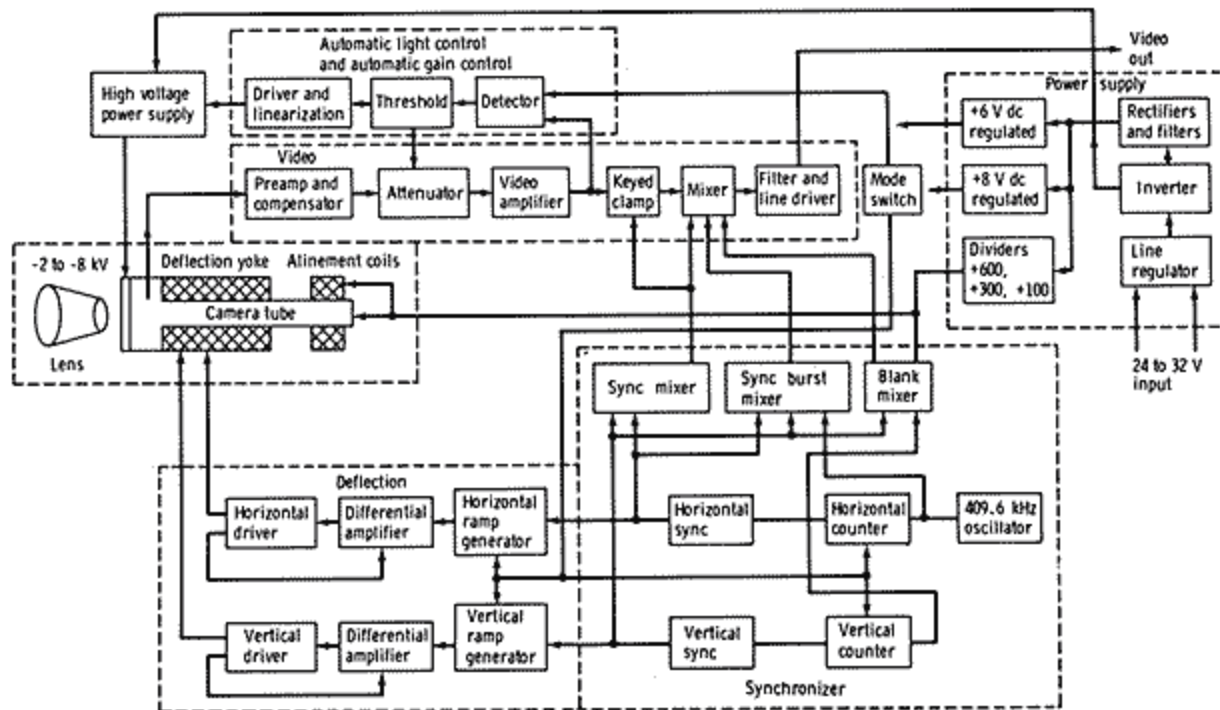 Automatic light control
and automatic gain control
Video
out
High voltage
power supply
Driver and
linearization
Threshold
Detector
Power supply
+6 V dc
regulated
Rectifiers
and filters
Video
Preamp and
compensator
Attenuator
Video
amplifier
Keyed
clamp
Mixer
Filter and
line driver
Mode
switch
+8 V dc
regulated
Inverter
-2 to -8 kV
Deflection yoke
Alinement coils
Dividers
+600,
+300, +100
Line
regulator
Camera tube
Lens
24 to 32 V
input
Sync mixer
Sync burst
mixer
Blank
mixer
Deflection
Horizontal
driver
Differential
amplifier
Horizontal
ramp
generator
Horizontal
sync
Horizontal
counter
409.6 kHz
oscillator
Vertical
driver
Differential
amplifier
Vertical
ramp
generator
Vertical
sync
Vertical
counter
Synchronizer